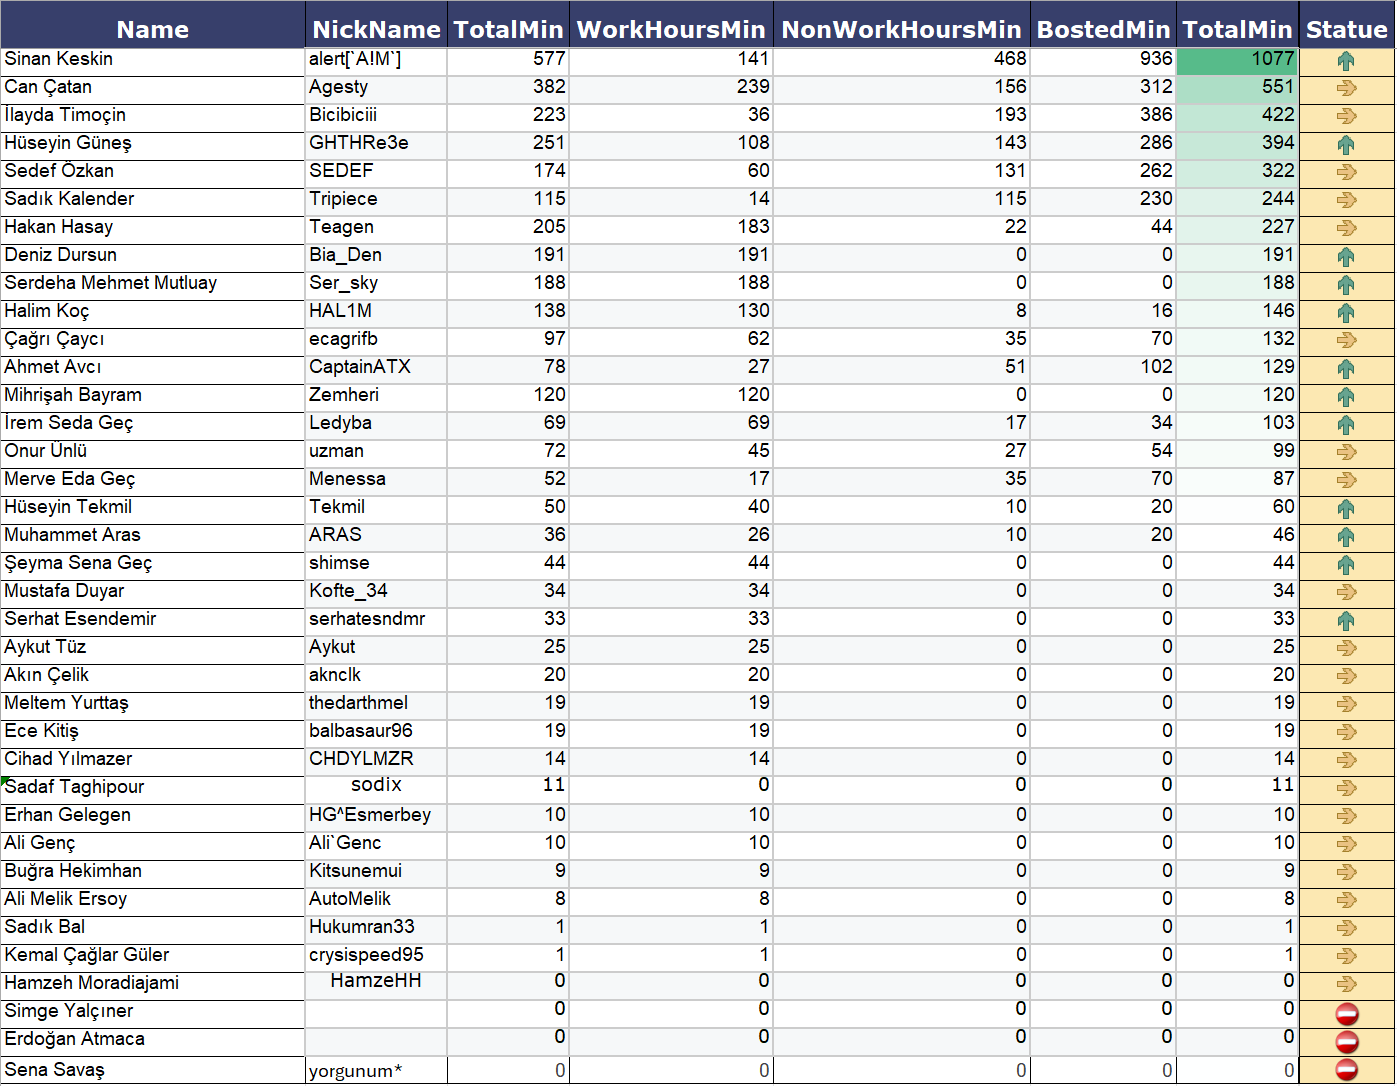 Name NickName TotalMin WorkHoursMin NonWorkHoursMin BostedMin TotalMin Statue
Sinan Keskin alert[`A!M`] 577 141 468 936 1077
Can Çatan Agesty 382 239 156 312 551
İlayda Timoçin Bicibiciii 223 36 193 386 422
Hüseyin Güneş GHTHRe3e 251 108 143 286 394
Sedef Özkan SEDEF 174 60 131 262 322
Sadık Kalender Tripiece 115 14 115 230 244
Hakan Hasay Teagen 205 183 22 44 227
Deniz Dursun Bia_Den 191 191 0 0 191
Serdeha Mehmet Mutluay Ser_sky 188 188 0 0 188
Halim Koç HAL1M 138 130 8 16 146
Çağrı Çaycı ecagrifb 97 62 35 70 132
Ahmet Avcı CaptainATX 78 27 51 102 129
Mihrişah Bayram Zemheri 120 120 0 0 120
İrem Seda Geç Ledyba 69 69 17 34 103
Onur Ünlü uzman 72 45 27 54 99
Merve Eda Geç Menessa 52 17 35 70 87
Hüseyin Tekmil Tekmil 50 40 10 20 60
Muhammet Aras ARAS 36 26 10 20 46
Şeyma Sena Geç shimse 44 44 0 0 44
Mustafa Duyar Kofte_34 34 34 0 0 34
Serhat Esendemir serhatesndmr 33 33 0 0 33
Aykut Tüz Aykut 25 25 0 0 25
Akın Çelik aknclk 20 20 0 0 20
Meltem Yurttaş thedarthmel 19 19 0 0 19
Ece Kitiş balbasaur96 19 19 0 0 19
Cihad Yılmazer CHDYLMZR 14 14 0 0 14
Sadaf Taghipour sodix 11 0 0 0 11
Erhan Gelegen HG^Esmerbey 10 10 0 0 10
Ali Genç Ali`Genc 10 10 0 0 10
Buğra Hekimhan Kitsunemui 9 9 0 0 9
Ali Melik Ersoy AutoMelik 8 8 0 0 8
Sadık Bal Hukumran33 1 1 0 0 1
Kemal Çağlar Güler crysispeed95 1 1 0 0 1
Hamzeh Moradiajami HamzeHH 0 0 0 0 0
Simge Yalçıner 0 0 0 0 0
Erdoğan Atmaca 0 0 0 0 0
Sena Savaş yorgunum* 0 0 0 0 0